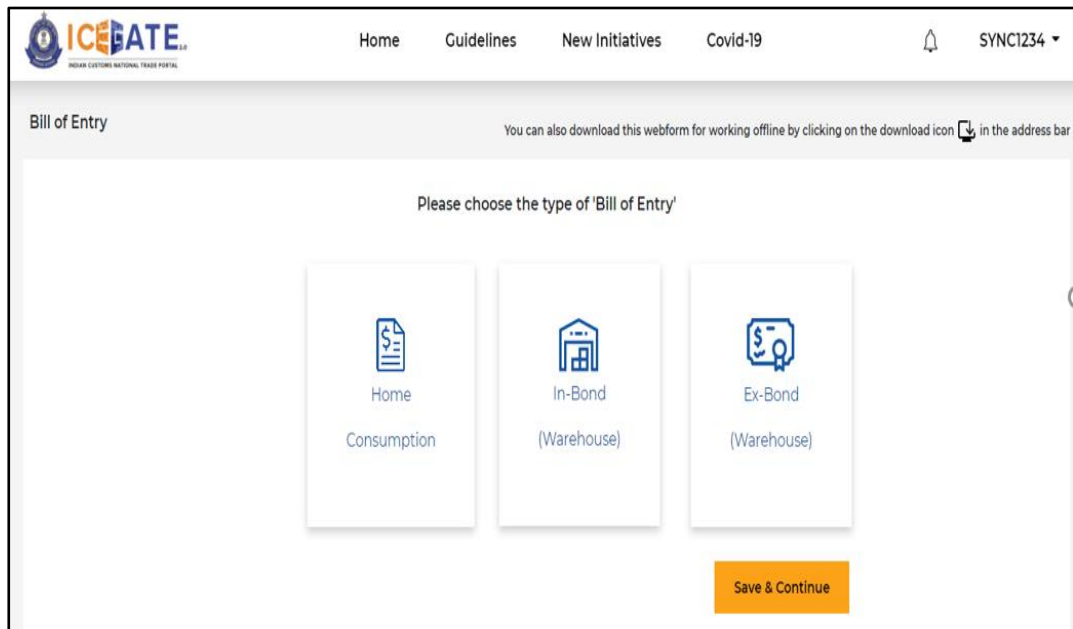 ICEGATE 2.0
INDIAN CUSTOMS NATIONAL TRADE PORTAL
Home Guidelines New Initiatives Covid-19 SYNC1234
Bill of Entry
You can also download this webform for working offline by clicking on the download icon in the address bar
Please choose the type of 'Bill of Entry'
Home
Consumption
In-Bond
(Warehouse)
Ex-Bond
(Warehouse)
Save & Continue